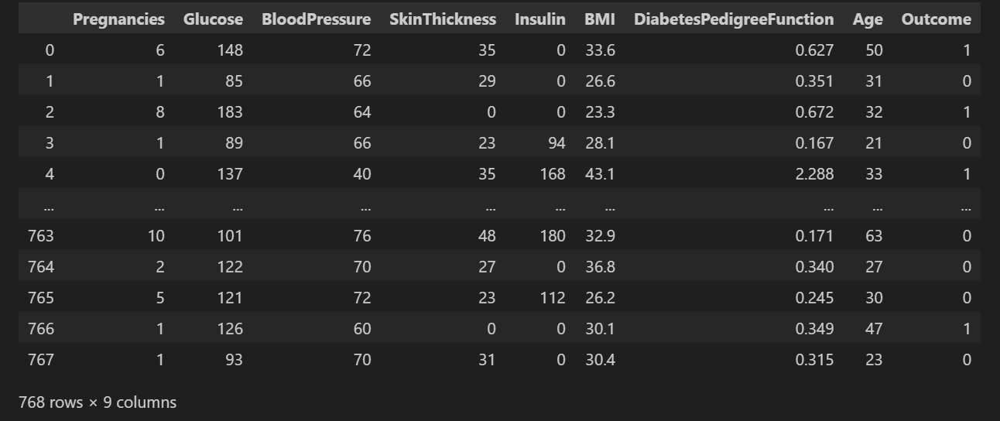 Pregnancies Glucose BloodPressure SkinThickness Insulin BMI DiabetesPedigreeFunction Age Outcome
0 6 148 72 35 0 33.6 0.627 50 1
1 1 85 66 29 0 26.6 0.351 31 0
2 8 183 64 0 0 23.3 0.672 32 1
3 1 89 66 23 94 28.1 0.167 21 0
4 0 137 40 35 168 43.1 2.288 33 1
... ... ... ... ... ... ... ... ... ...
763 10 101 76 48 180 32.9 0.171 63 0
764 2 122 70 27 0 36.8 0.340 27 0
765 5 121 72 23 112 26.2 0.245 30 0
766 1 126 60 0 0 30.1 0.349 47 1
767 1 93 70 31 0 30.4 0.315 23 0
768 rows × 9 columns